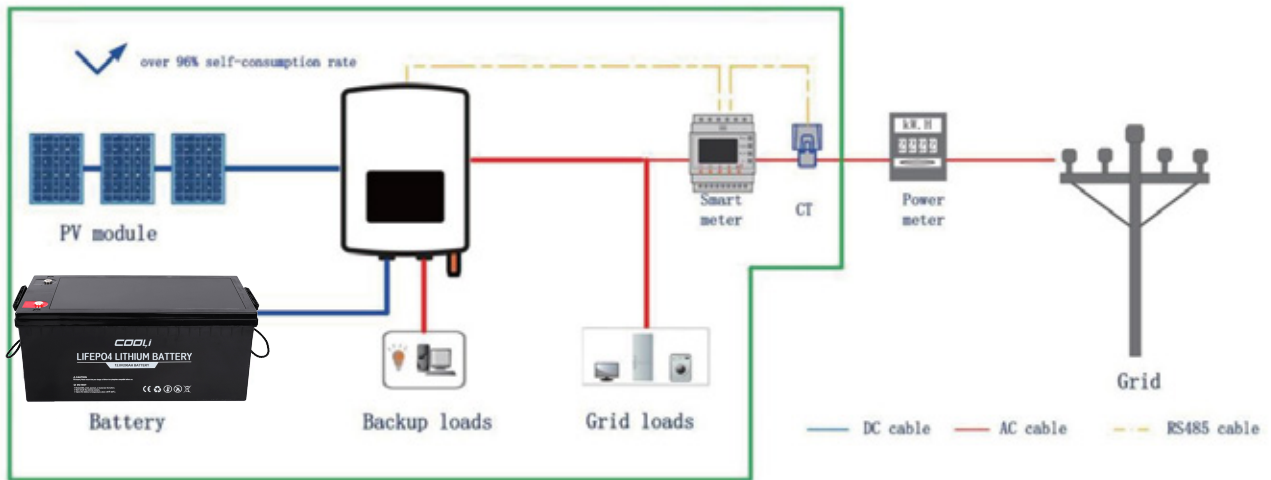 over 96% self-consumption rate
kW.H
Smart
meter
CT
Power
meter
PV module
COOLi
LIFEPO4 LITHIUM BATTERY
Battery
Backup loads
Grid loads
Grid
DC cable
AC cable
RS485 cable